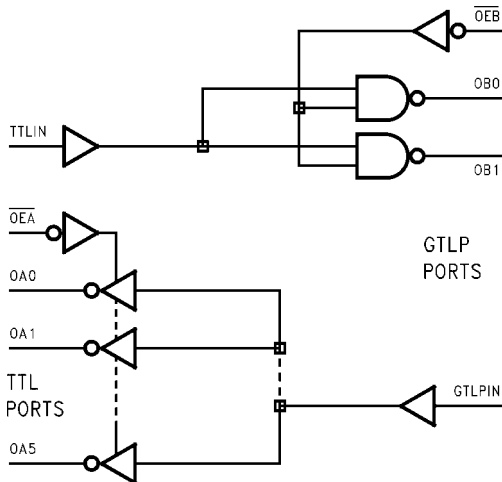 OEB
OB0
TTLIN
OB1
OEA
GTLP
PORTS
OA0
OA1
TTL
PORTS
GTLPIN
OA5